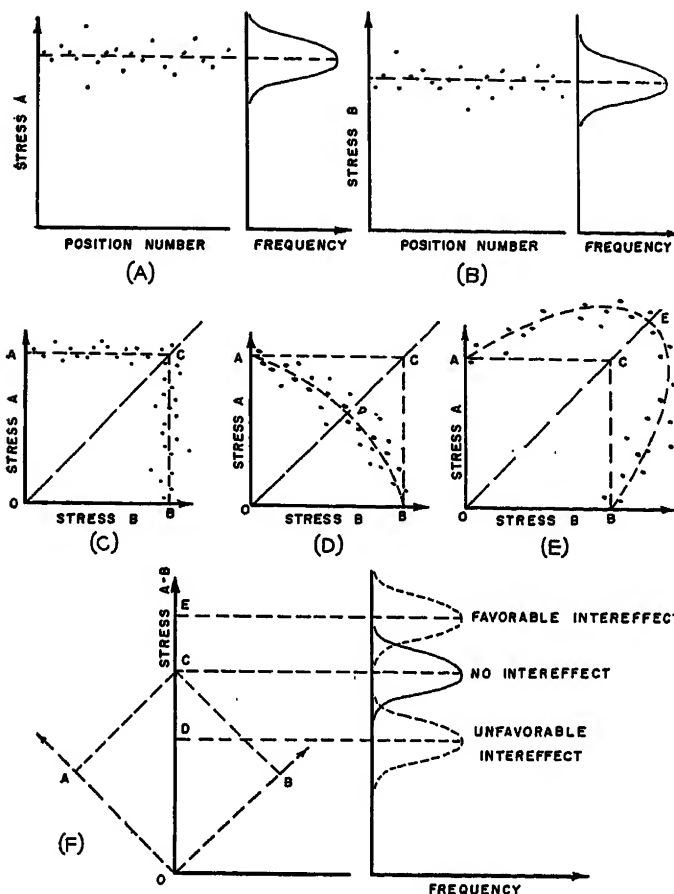 STRESS A
POSITION NUMBER
FREQUENCY
(A)
STRESS B
POSITION NUMBER
FREQUENCY
(B)
STRESS A
A
C
O
STRESS B
B
(C)
STRESS A
A
C
D
O
STRESS B
B
(D)
STRESS A
A
C
E
O
STRESS B
B
(E)
STRESS A-B
E
FAVORABLE INTEREFFECT
C
NO INTEREFFECT
D
UNFAVORABLE
INTEREFFECT
A
B
(F)
O
FREQUENCY